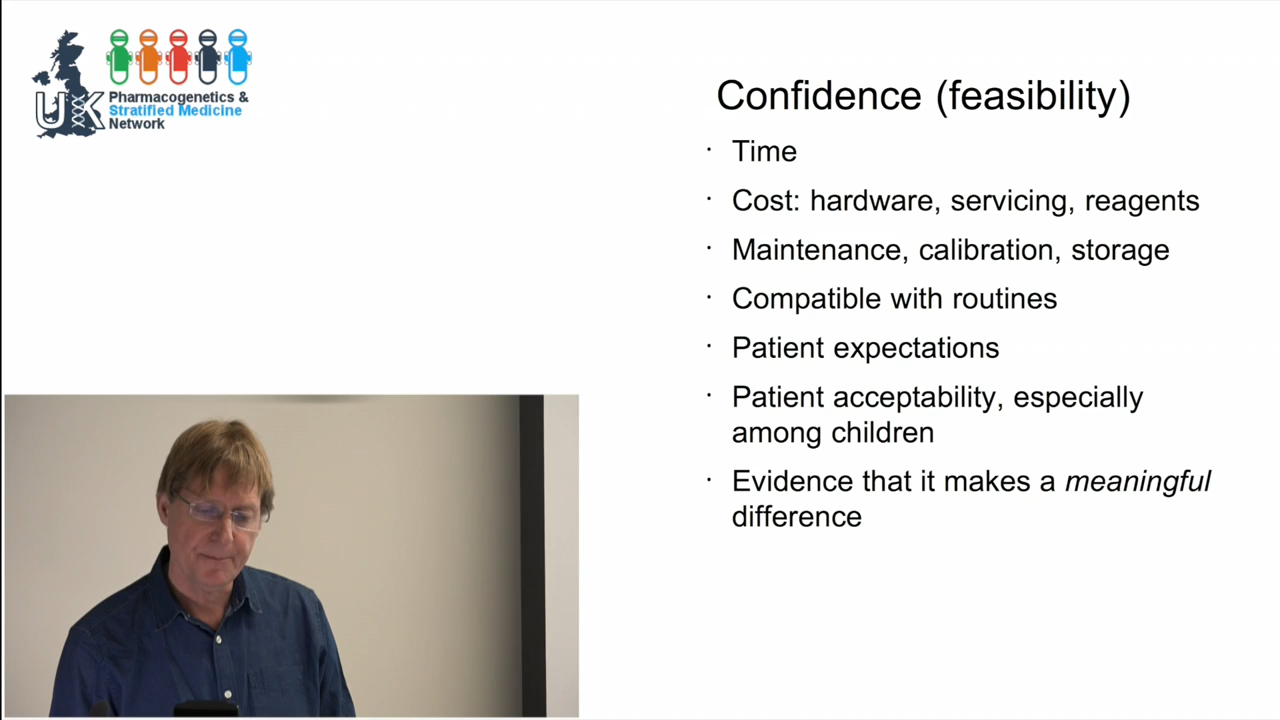 UK
Pharmacogenetics &
Stratified Medicine
Network
Confidence (feasibility)
· Time
· Cost: hardware, servicing, reagents
· Maintenance, calibration, storage
· Compatible with routines
· Patient expectations
· Patient acceptability, especially
among children
· Evidence that it makes a meaningful
difference